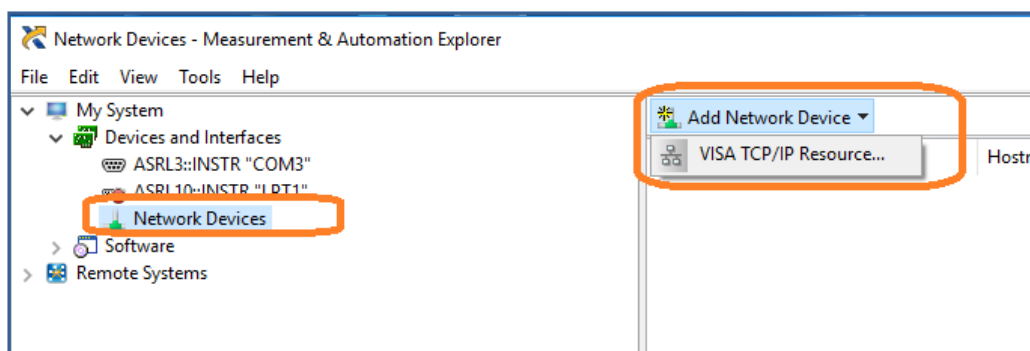 Network Devices - Measurement & Automation Explorer
File Edit View Tools Help
My System
Devices and Interfaces
ASRL3::INSTR "COM3"
ASRL10::INSTR "LPT1"
Network Devices
Software
Remote Systems
Add Network Device
VISA TCP/IP Resource...
Hostn